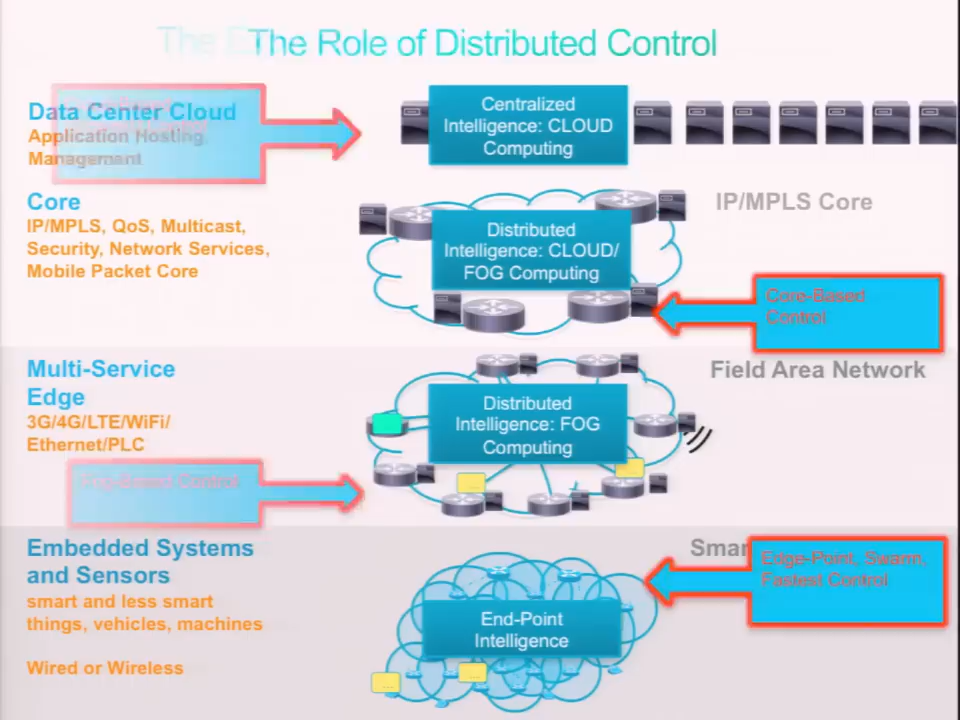 The E
The Role of Distributed Control
Data Center Cloud
Application Hosting,
Management
Centralized
Intelligence: CLOUD
Computing
Core
IP/MPLS, QoS, Multicast,
Security, Network Services,
Mobile Packet Core
Distributed
Intelligence: CLOUD/
FOG Computing
IP/MPLS Core
Core-Based
Control
Multi-Service
Edge
3G/4G/LTE/WiFi/
Ethernet/PLC
Distributed
Intelligence: FOG
Computing
Field Area Network
Fog-Based Control
Embedded Systems
and Sensors
smart and less smart
things, vehicles, machines
Wired or Wireless
End-Point
Intelligence
Smar
Edge-Point, Swarm,
Fastest Control